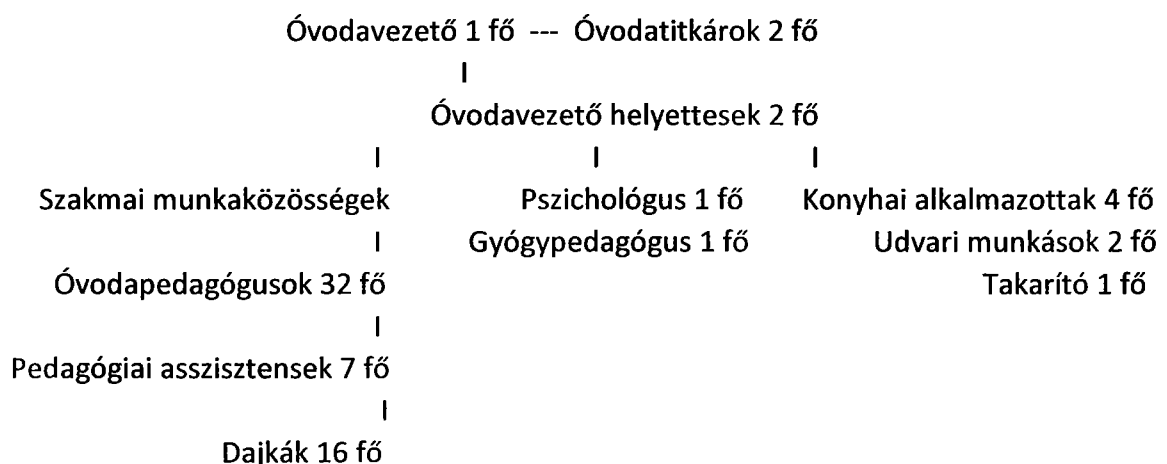 Óvodavezető 1 fő --- Óvodatitkárok 2 fő
Óvodavezető helyettesek 2 fő
Szakmai munkaközösségek Pszichológus 1 fő Konyhai alkalmazottak 4 fő
Gyógypedagógus 1 fő Udvari munkások 2 fő
Óvodapedagógusok 32 fő Takarító 1 fő
Pedagógiai asszisztensek 7 fő
Dajkák 16 fő